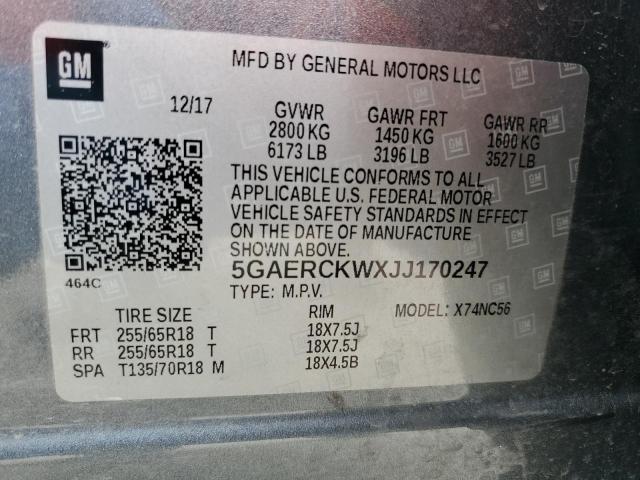 GM
MFD BY GENERAL MOTORS LLC
12/17 GVWR GAWR FRT GAWR RR
2800 KG 1450 KG 1600 KG
6173 LB 3196 LB 3527 LB
THIS VEHICLE CONFORMS TO ALL
APPLICABLE U.S. FEDERAL MOTOR
VEHICLE SAFETY STANDARDS IN EFFECT
ON THE DATE OF MANUFACTURE
SHOWN ABOVE.
464C
5GAERCKWXJJ170247
TYPE: M.P.V. MODEL: X74NC56
TIRE SIZE RIM
FRT 255/65R18 T 18X7.5J
RR 255/65R18 T 18X7.5J
SPA T135/70R18 M 18X4.5B